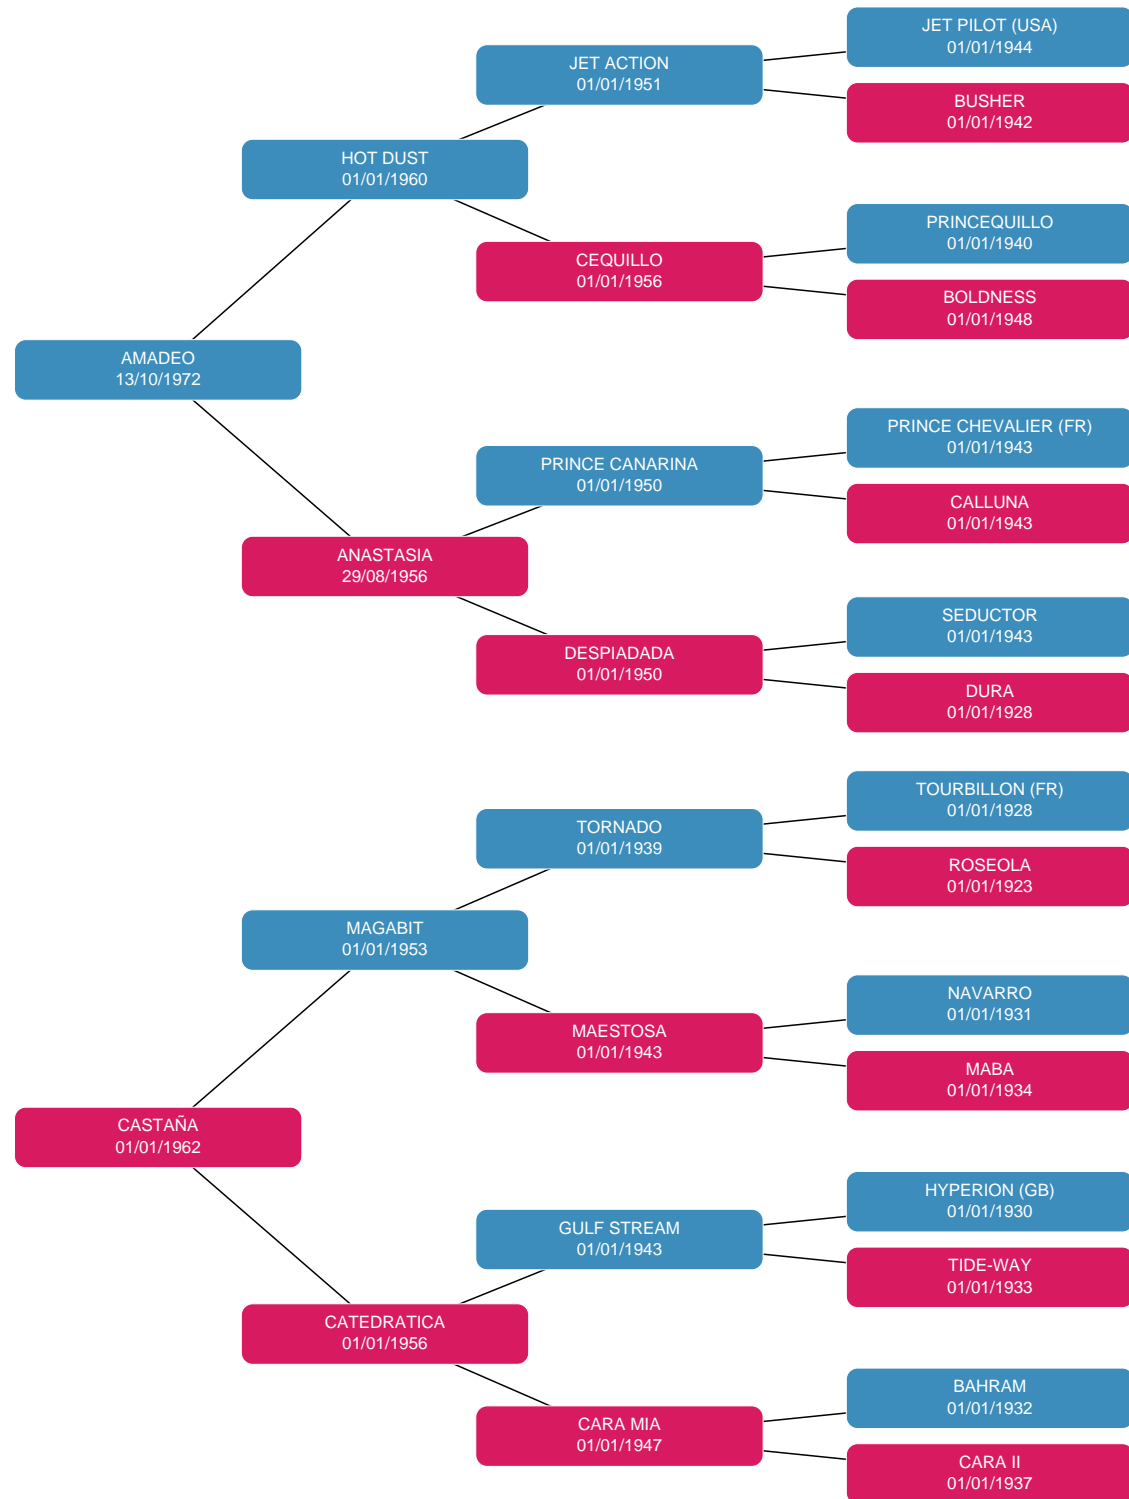 JET PILOT (USA)
01/01/1944
JET ACTION
01/01/1951
BUSHER
01/01/1942
HOT DUST
01/01/1960
PRINCEQUILLO
01/01/1940
CEQUILLO
01/01/1956
BOLDNESS
01/01/1948
AMADEO
13/10/1972
PRINCE CHEVALIER (FR)
01/01/1943
PRINCE CANARINA
01/01/1950
CALLUNA
01/01/1943
ANASTASIA
29/08/1956
SEDUCTOR
01/01/1943
DESPIADADA
01/01/1950
DURA
01/01/1928
TOURBILLON (FR)
01/01/1928
TORNADO
01/01/1939
ROSEOLA
01/01/1923
MAGABIT
01/01/1953
NAVARRO
01/01/1931
MAESTOSA
01/01/1943
MABA
01/01/1934
CASTAÑA
01/01/1962
HYPERION (GB)
01/01/1930
GULF STREAM
01/01/1943
TIDE-WAY
01/01/1933
CATEDRATICA
01/01/1956
BAHRAM
01/01/1932
CARA MIA
01/01/1947
CARA II
01/01/1937